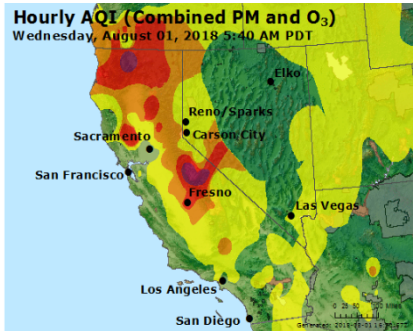 Hourly AQI (Combined PM and O₃)
Wednesday, August 01, 2018 5:40 AM PDT
Elko
Reno/Sparks
Carson City
Sacramento
San Francisco
Fresno
Las Vegas
Los Angeles
San Diego